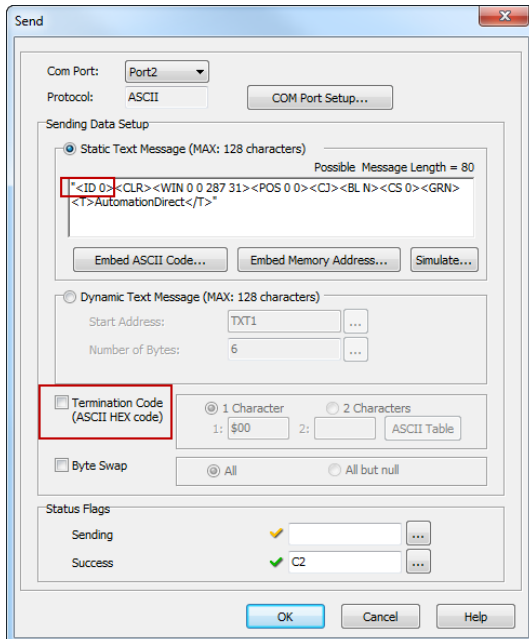 Send
Com Port: Port2
Protocol: ASCII COM Port Setup...
Sending Data Setup
Static Text Message (MAX: 128 characters)
Possible Message Length = 80
"<ID 0><CLR><WIN 0 0 287 31><POS 0 0><CJ><BL N><CS 0><GRN>
<T>AutomationDirect</T>"
Embed ASCII Code... Embed Memory Address... Simulate...
Dynamic Text Message (MAX: 128 characters)
Start Address: TXT1 ...
Number of Bytes: 6 ...
Termination Code
(ASCII HEX code)
1 Character 2 Characters
1: $00 2: ASCII Table
Byte Swap All All but null
Status Flags
Sending ...
Success C2 ...
OK Cancel Help